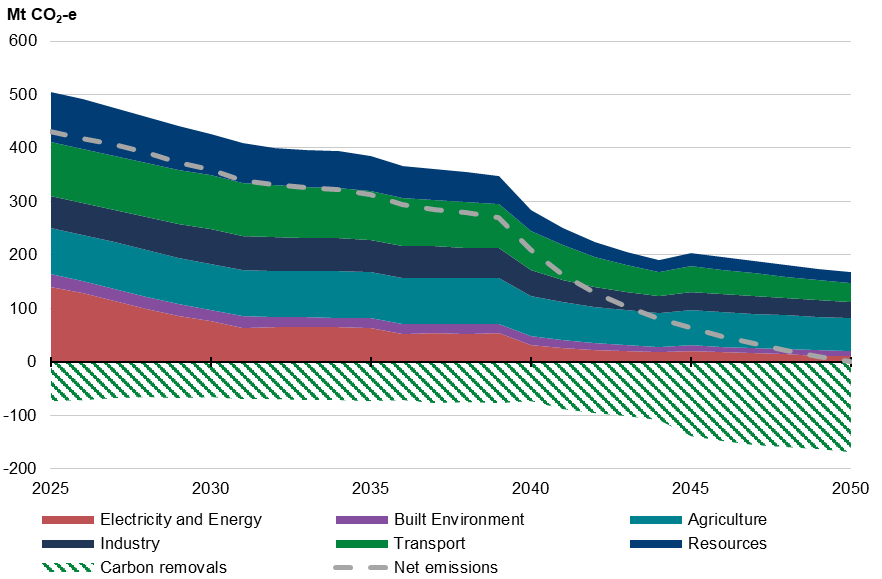 Mt CO₂-e
600
500
400
300
200
100
0
-100
-200
2025 2030 2035 2040 2045 2050
Electricity and Energy Built Environment Agriculture
Industry Transport Resources
Carbon removals Net emissions